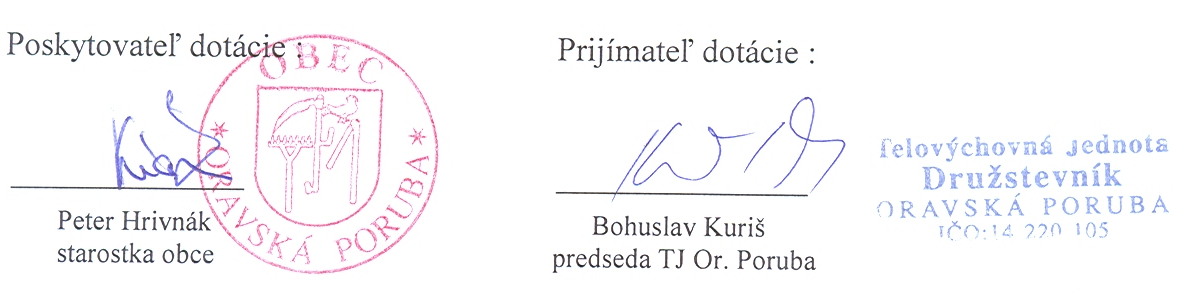 Poskytovateľ dotácie :
OBEC
* ORAVSKÁ PORUBA *
Peter Hrivnák
starostka obce
Prijímateľ dotácie :
Bohuslav Kuriš
predseda TJ Or. Poruba
Telovýchovná Jednota
Družstevník
ORAVSKÁ PORUBA
IČO:14 220 105